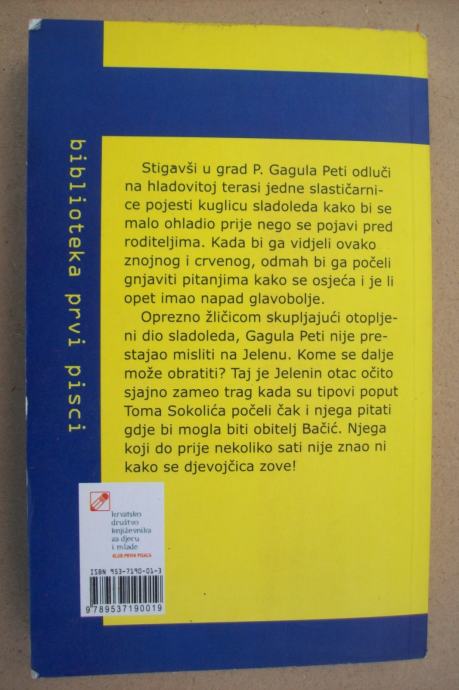 biblioteka prvi pisci
Stigavši u grad P. Gagula Peti odluči
na hladovitoj terasi jedne slastičarni-
ce pojesti kuglicu sladoleda kako bi se
malo ohladio prije nego se pojavi pred
roditeljima. Kada bi ga vidjeli ovako
znojnog i crvenog, odmah bi ga počeli
gnjaviti pitanjima kako se osjeća i je li
opet imao napad glavobolje.
Oprezno žličicom skupljajući otoplje-
ni dio sladoleda, Gagula Peti nije pre-
stajao misliti na Jelenu. Kome se dalje
može obratiti? Taj je Jelenin otac očito
sjajno zameo trag kada su tipovi poput
Toma Sokolića počeli čak i njega pitati
gdje bi mogla biti obitelj Bačić. Njega
koji do prije nekoliko sati nije znao ni
kako se djevojčica zove!
hrvatsko
društvo
književnika
za djecu
i mlade
KLUB PRVIH PISACA
ISBN 953-7190-01-3
9789537190019